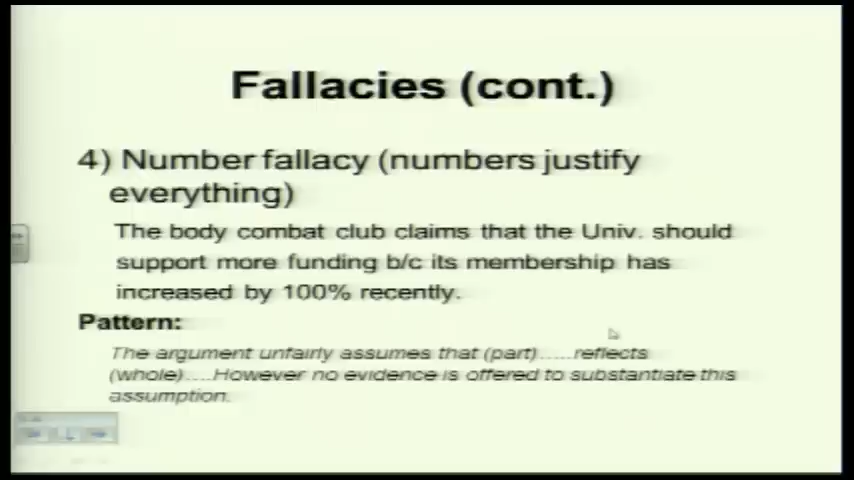 Fallacies (cont.)
4) Number fallacy (numbers justify
everything)
The body combat club claims that the Univ. should
support more funding b/c its membership has
increased by 100% recently.
Pattern:
The argument unfairly assumes that (part).....reflects
(whole)....However no evidence is offered to substantiate this
assumption.